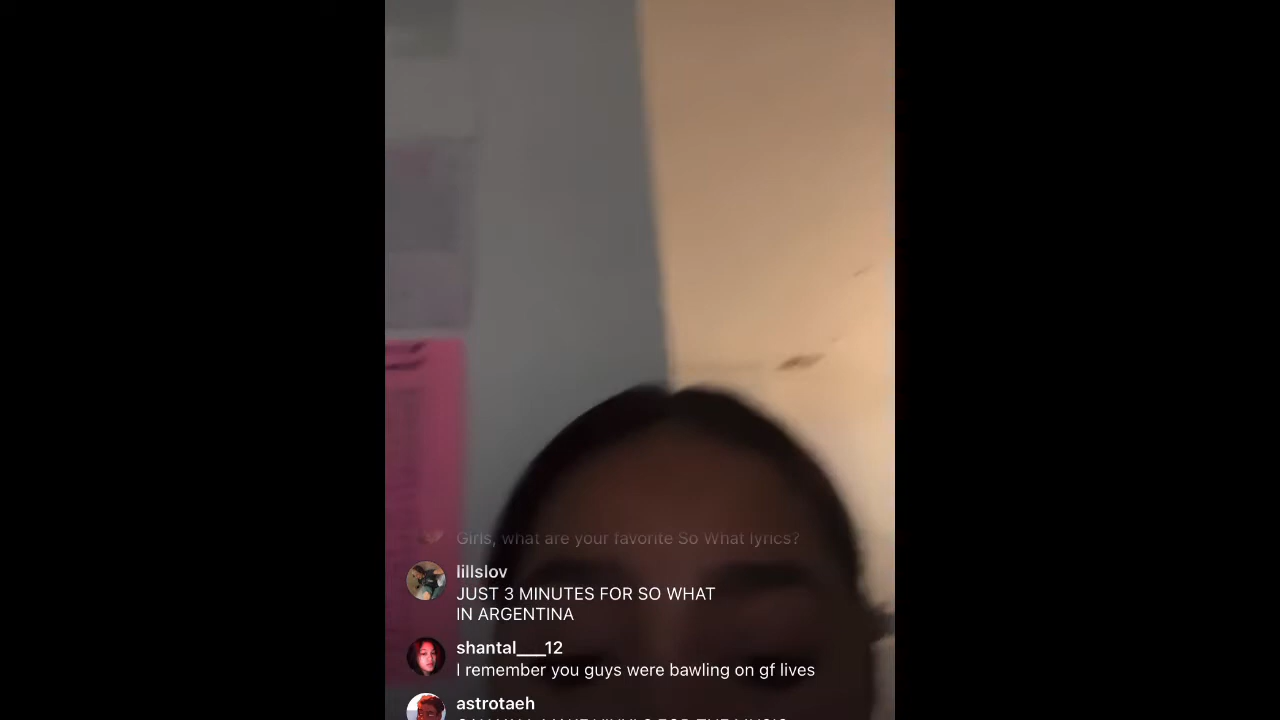 Girls, what are your favorite So What lyrics?
lillslov
JUST 3 MINUTES FOR SO WHAT
IN ARGENTINA
shantal___12
I remember you guys were bawling on gf lives
astrotaeh